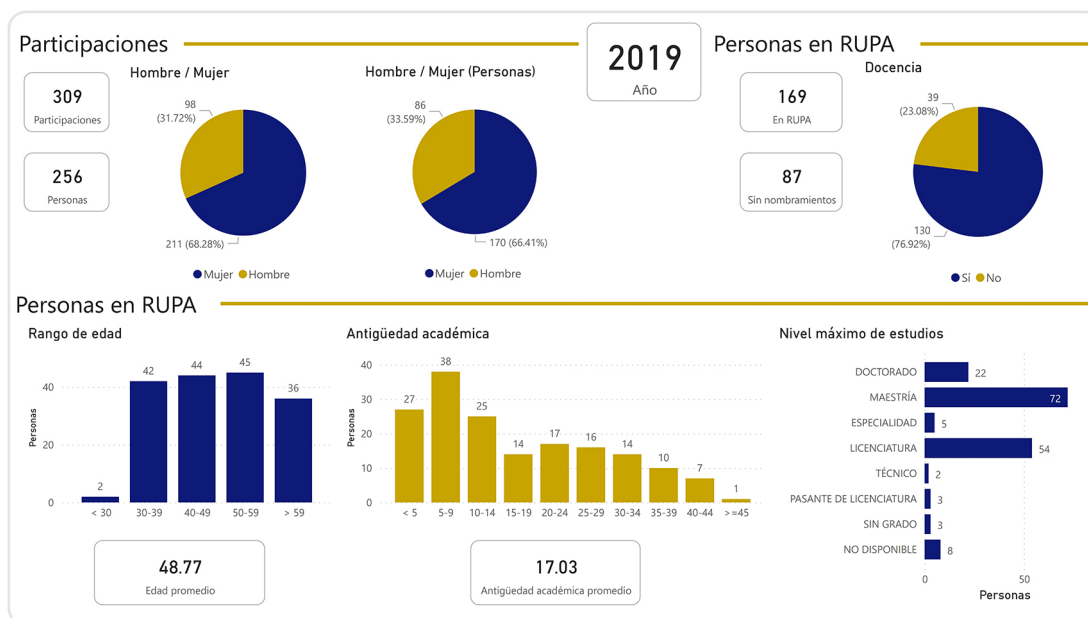 Participaciones
309
Participaciones
256
Personas
Hombre / Mujer
98
(31.72%)
211 (68.28%)
Mujer Hombre
Hombre / Mujer (Personas)
86
(33.59%)
170 (66.41%)
Mujer Hombre
2019
Año
Personas en RUPA
169
En RUPA
87
Sin nombramientos
Docencia
39
(23.08%)
130
(76.92%)
Sí No
Personas en RUPA
Rango de edad
Personas
40
20
0
2
42
44
45
36
< 30 30-39 40-49 50-59 > 59
48.77
Edad promedio
Antigüedad académica
Personas
40
30
20
10
0
27
38
25
14
17
16
14
10
7
1
< 5 5-9 10-14 15-19 20-24 25-29 30-34 35-39 40-44 >=45
17.03
Antigüedad académica promedio
Nivel máximo de estudios
DOCTORADO 22
MAESTRÍA 72
ESPECIALIDAD 5
LICENCIATURA 54
TÉCNICO 2
PASANTE DE LICENCIATURA 3
SIN GRADO 3
NO DISPONIBLE 8
0 50
Personas